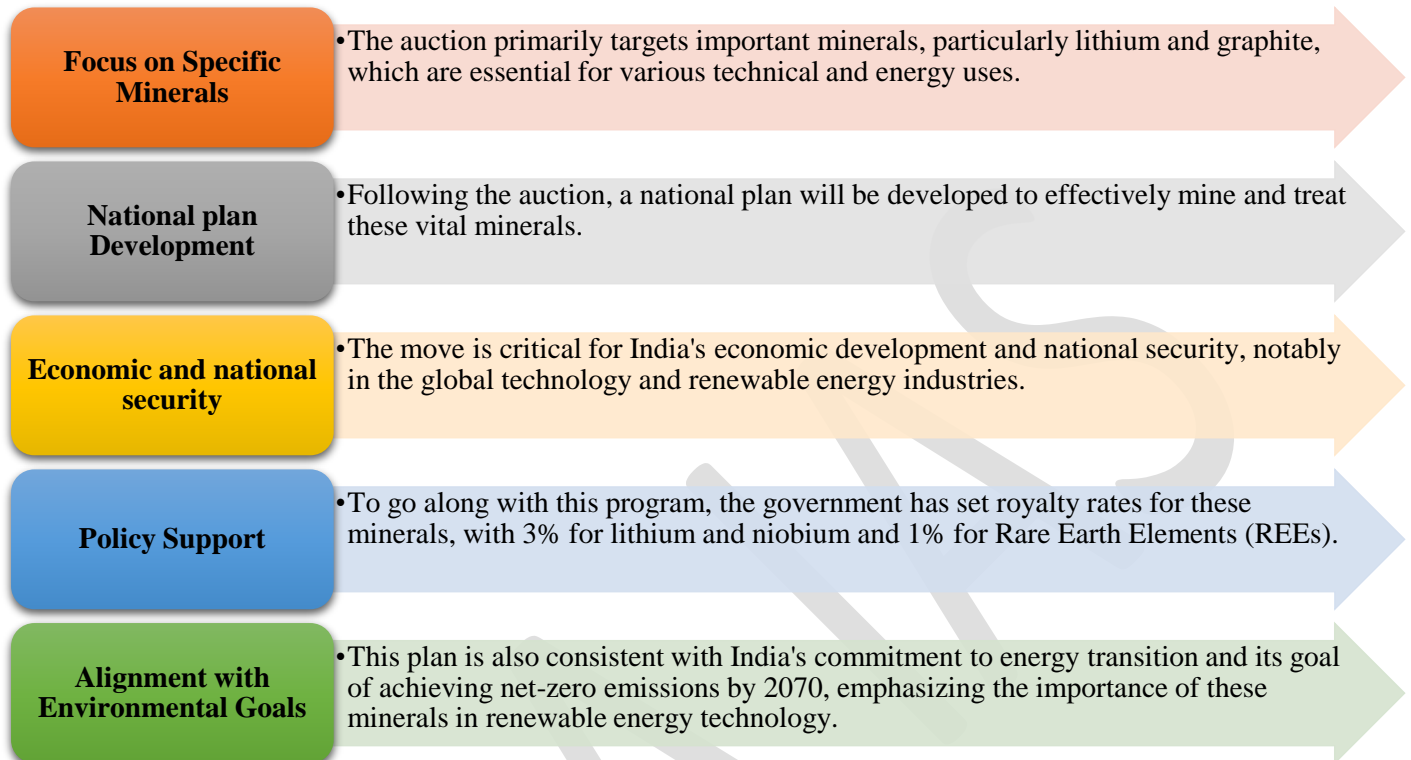 Focus on Specific
Minerals
•The auction primarily targets important minerals, particularly lithium and graphite,
which are essential for various technical and energy uses.
National plan
Development
•Following the auction, a national plan will be developed to effectively mine and treat
these vital minerals.
Economic and national
security
•The move is critical for India's economic development and national security, notably
in the global technology and renewable energy industries.
Policy Support
•To go along with this program, the government has set royalty rates for these
minerals, with 3% for lithium and niobium and 1% for Rare Earth Elements (REEs).
Alignment with
Environmental Goals
•This plan is also consistent with India's commitment to energy transition and its goal
of achieving net-zero emissions by 2070, emphasizing the importance of these
minerals in renewable energy technology.